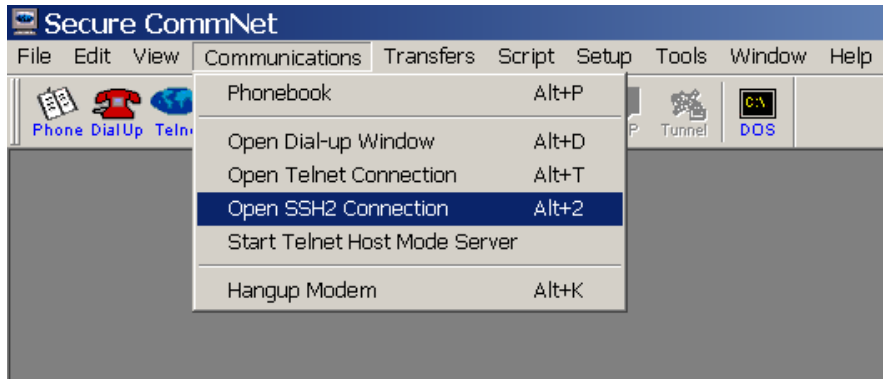 Secure CommNet
File Edit View Communications Transfers Script Setup Tools Window Help
Phone DialUp Tunnel DOS
Phonebook Alt+P
Open Dial-up Window Alt+D
Open Telnet Connection Alt+T
Open SSH2 Connection Alt+2
Start Telnet Host Mode Server
Hangup Modem Alt+K
C:\